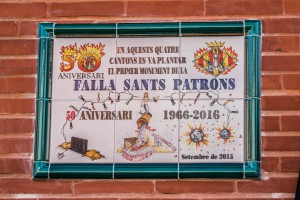 50
ANIVERSARI
EN AQUESTS QUATRE
CANTONS ES VA PLANTAR
EL PRIMER MONUMENT DE LA
FALLA SANTS PATRONS
50 ANIVERSARI 1966-2016
Setembre de 2015